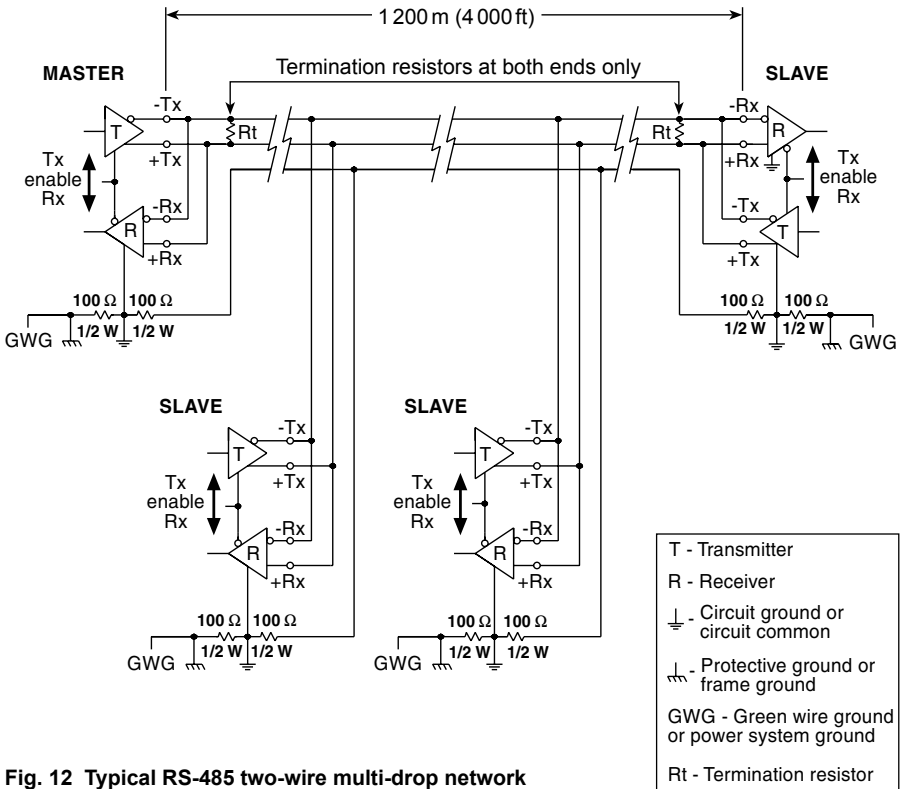 1 200 m (4 000 ft)
MASTER
Termination resistors at both ends only
SLAVE
-Tx
-Rx
T
Rt
Rt
R
+Tx
+Rx
Tx
enable
Rx
Tx
enable
Rx
-Rx
-Tx
R
T
+Rx
+Tx
100 Ω 100 Ω
1/2 W 1/2 W
GWG
100 Ω 100 Ω
1/2 W 1/2 W
GWG
SLAVE
SLAVE
-Tx
T
+Tx
Tx
enable
Rx
-Rx
R
+Rx
100 Ω 100 Ω
1/2 W 1/2 W
GWG
-Tx
T
+Tx
Tx
enable
Rx
-Rx
R
+Rx
100 Ω 100 Ω
1/2 W 1/2 W
GWG
T - Transmitter
R - Receiver
- Circuit ground or
circuit common
- Protective ground or
frame ground
GWG - Green wire ground
or power system ground
Rt - Termination resistor
Fig. 12 Typical RS-485 two-wire multi-drop network